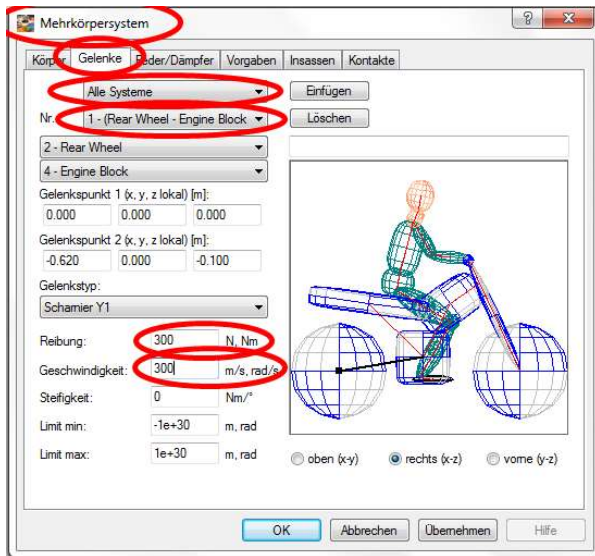 Mehrkörpersystem
Körper Gelenke Feder/Dämpfer Vorgaben Insassen Kontakte
Alle Systeme Einfügen
Nr. 1 - (Rear Wheel - Engine Block Löschen
2 - Rear Wheel
4 - Engine Block
Gelenkspunkt 1 (x, y, z lokal) [m]:
0.000 0.000 0.000
Gelenkspunkt 2 (x, y, z lokal) [m]:
-0.620 0.000 -0.100
Gelenkstyp:
Scharnier Y1
Reibung: 300 N, Nm
Geschwindigkeit: 300 m/s, rad/s
Steifigkeit: 0 Nm/°
Limit min: -1e+30 m, rad
Limit max: 1e+30 m, rad
oben (x-y) rechts (x-z) vorne (y-z)
OK Abbrechen Übernehmen Hilfe